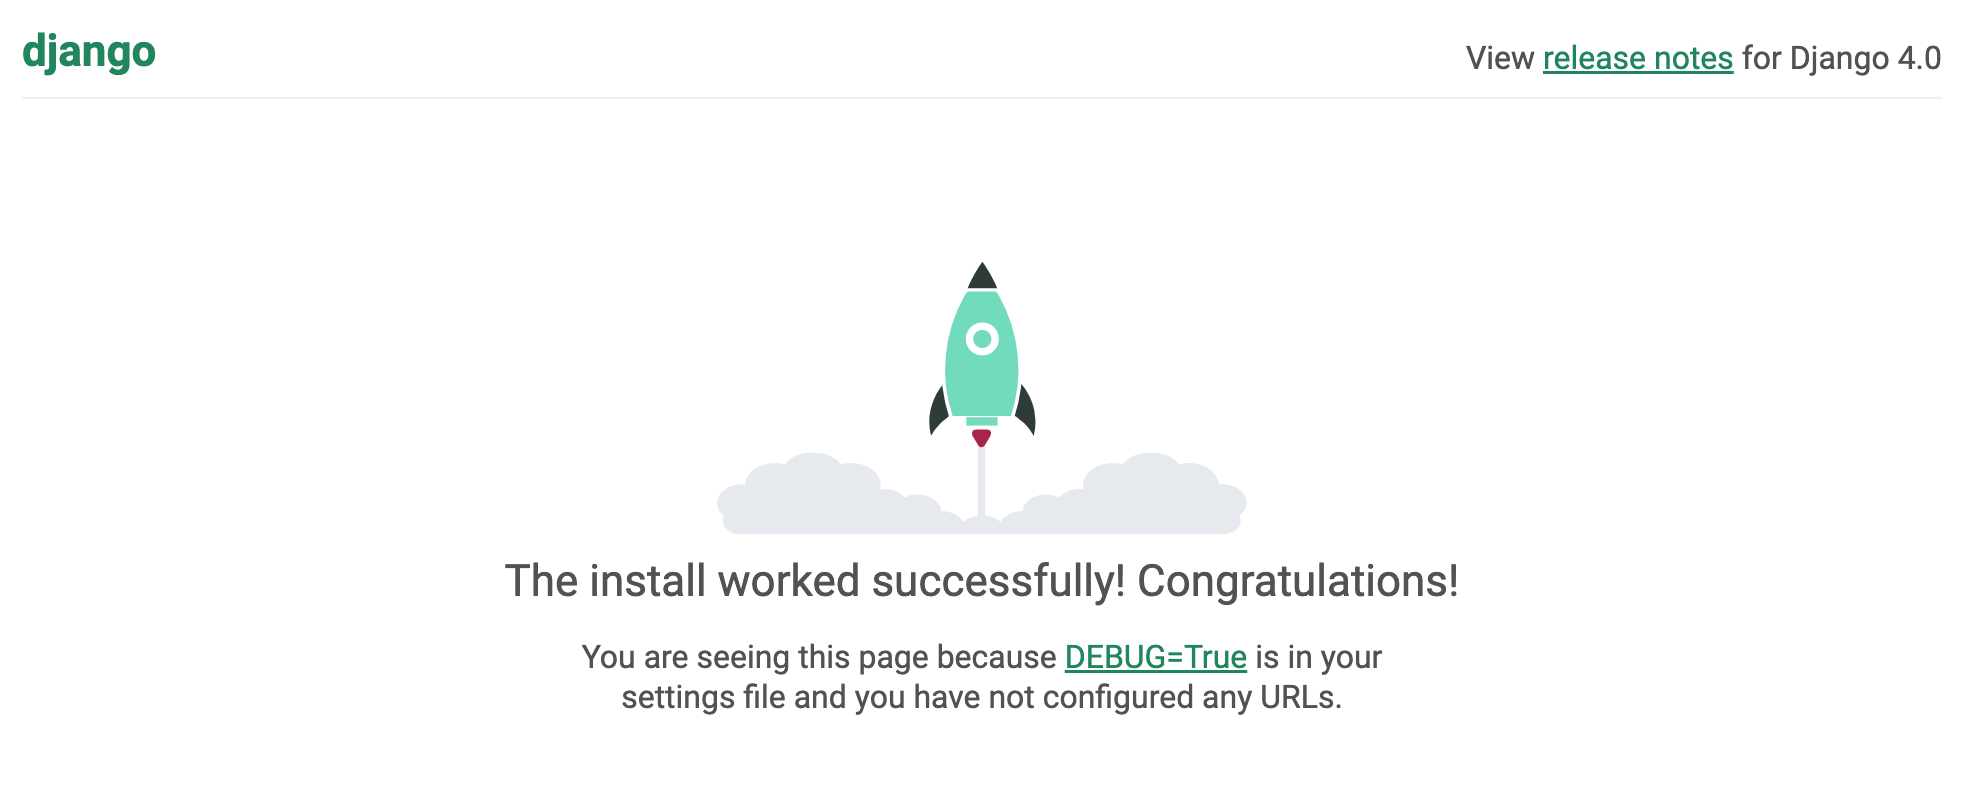 django
View release notes for Django 4.0
The install worked successfully! Congratulations!
You are seeing this page because DEBUG=True is in your
settings file and you have not configured any URLs.